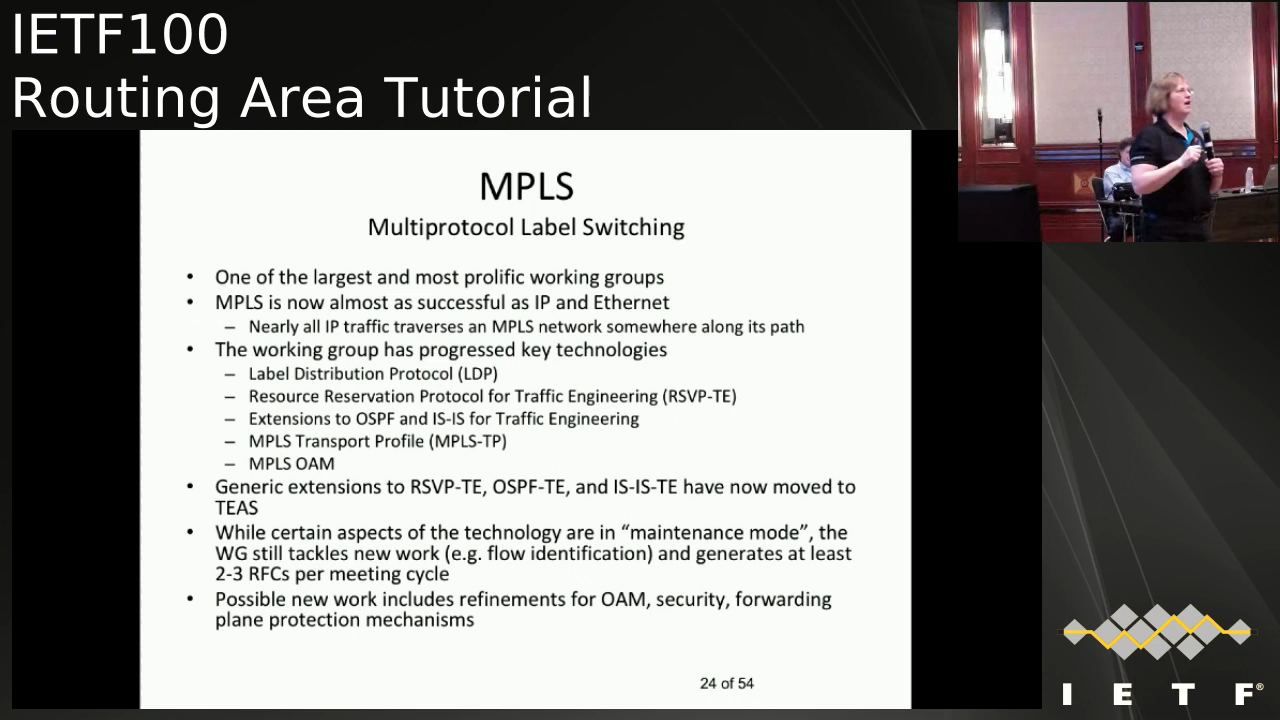 IETF100
Routing Area Tutorial
MPLS
Multiprotocol Label Switching
• One of the largest and most prolific working groups
• MPLS is now almost as successful as IP and Ethernet
– Nearly all IP traffic traverses an MPLS network somewhere along its path
• The working group has progressed key technologies
– Label Distribution Protocol (LDP)
– Resource Reservation Protocol for Traffic Engineering (RSVP-TE)
– Extensions to OSPF and IS-IS for Traffic Engineering
– MPLS Transport Profile (MPLS-TP)
– MPLS OAM
• Generic extensions to RSVP-TE, OSPF-TE, and IS-IS-TE have now moved to
TEAS
• While certain aspects of the technology are in “maintenance mode”, the
WG still tackles new work (e.g. flow identification) and generates at least
2-3 RFCs per meeting cycle
• Possible new work includes refinements for OAM, security, forwarding
plane protection mechanisms
24 of 54
I E T F®